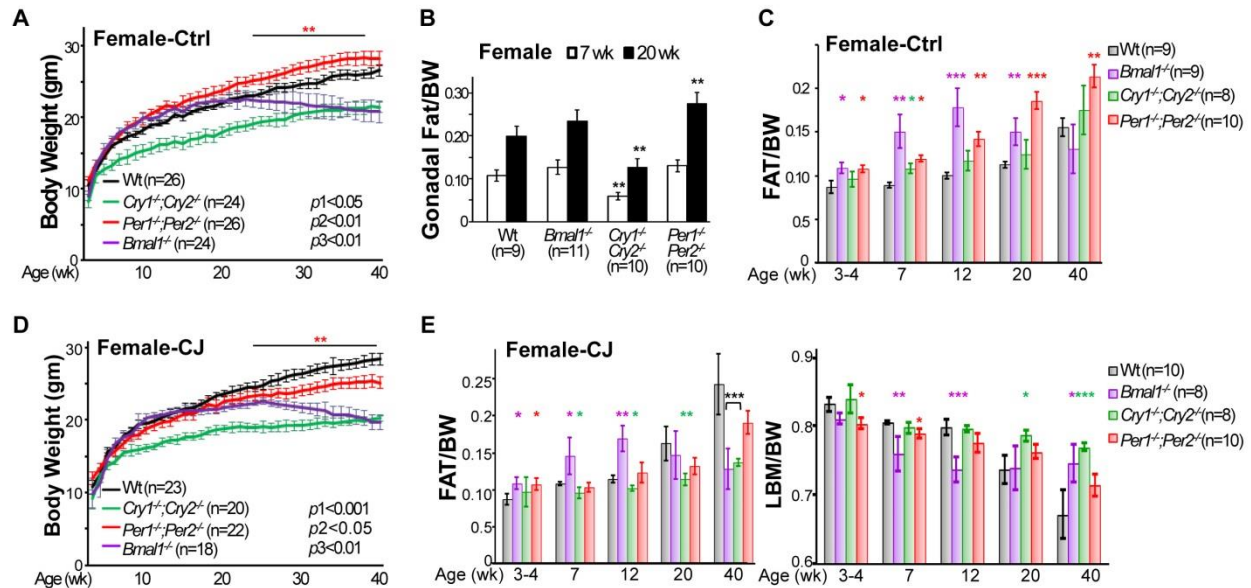 A
Female-Ctrl
**
Body Weight (gm)
30
20
10
0
Wt (n=26)
Cry1-/-;Cry2-/- (n=24)
Per1-/-;Per2-/- (n=26)
Bmal1-/- (n=24)
p1<0.05
p2<0.01
p3<0.01
Age (wk) 10 20 30 40
B
Female 7 wk 20 wk
Gonadal Fat/BW
0.30
0.20
0.10
0
** ** **
Wt (n=9)
Bmal1-/- (n=11)
Cry1-/- Cry2-/- (n=10)
Per1-/- Per2-/- (n=10)
C
Female-Ctrl
FAT/BW
0.20
0.15
0.10
0.5
0
* * ** * * *** ** ** *** **
Age (wk) 3-4 7 12 20 40
Wt (n=9)
Bmal1-/- (n=9)
Cry1-/-;Cry2-/- (n=8)
Per1-/-;Per2-/- (n=10)
D
Female-CJ
**
Body Weight (gm)
30
20
10
0
Wt (n=23)
Cry1-/-;Cry2-/- (n=20)
Per1-/-;Per2-/- (n=22)
Bmal1-/- (n=18)
p1<0.001
p2<0.05
p3<0.01
Age (wk) 10 20 30 40
E
Female-CJ
FAT/BW
0.25
0.2
0.15
0.10
0.5
0
* * * * ** * ** ***
Age (wk) 3-4 7 12 20 40
LBM/BW
0.9
0.8
0.7
0.6
* ** * *** * * ***
Age (wk) 3-4 7 12 20 40
Wt (n=10)
Bmal1-/- (n=8)
Cry1-/-;Cry2-/- (n=8)
Per1-/-;Per2-/- (n=10)